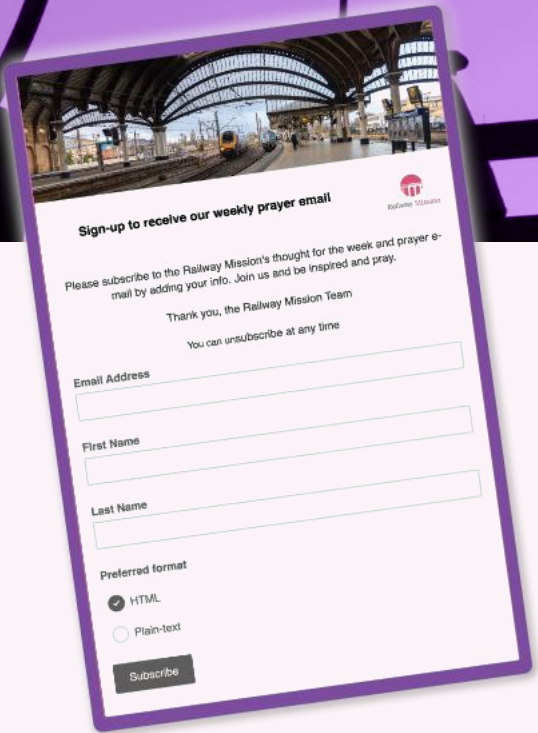 Sign-up to receive our weekly prayer email
Railway Mission
Please subscribe to the Railway Mission's thought for the week and prayer e-
mail by adding your info. Join us and be inspired and pray.
Thank you, the Railway Mission Team
You can unsubscribe at any time
Email Address
First Name
Last Name
Preferred format
HTML
Plain-text
Subscribe